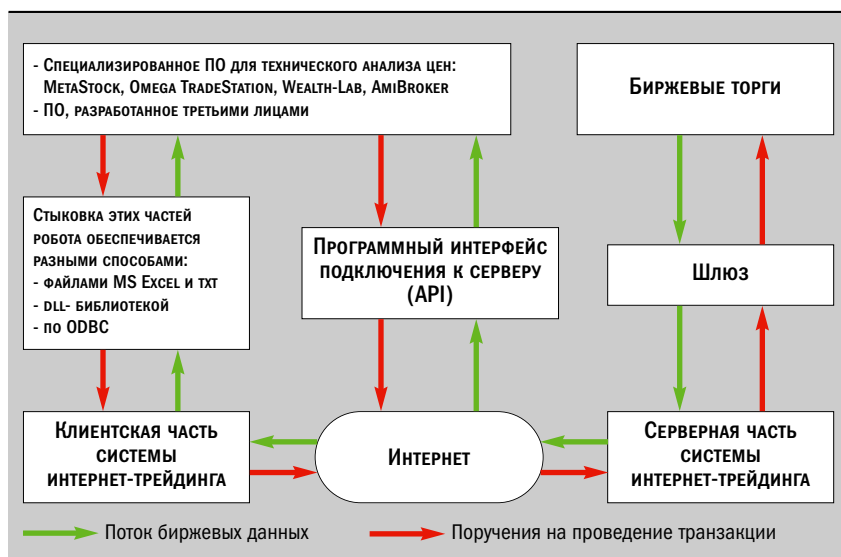 - Специализированное ПО для технического анализа цен:
MetaStock, Omega TradeStation, Wealth-Lab, AmiBroker
- ПО, разработанное третьими лицами
Биржевые торги
Стыковка этих частей
робота обеспечивается
разными способами:
- файлами MS Excel и txt
- dll- библиотекой
- по ODBC
Программный интерфейс
подключения к серверу
(API)
Шлюз
Клиентская часть
системы
интернет-трейдинга
Интернет
Серверная часть
системы
интернет-трейдинга
Поток биржевых данных
Поручения на проведение транзакции